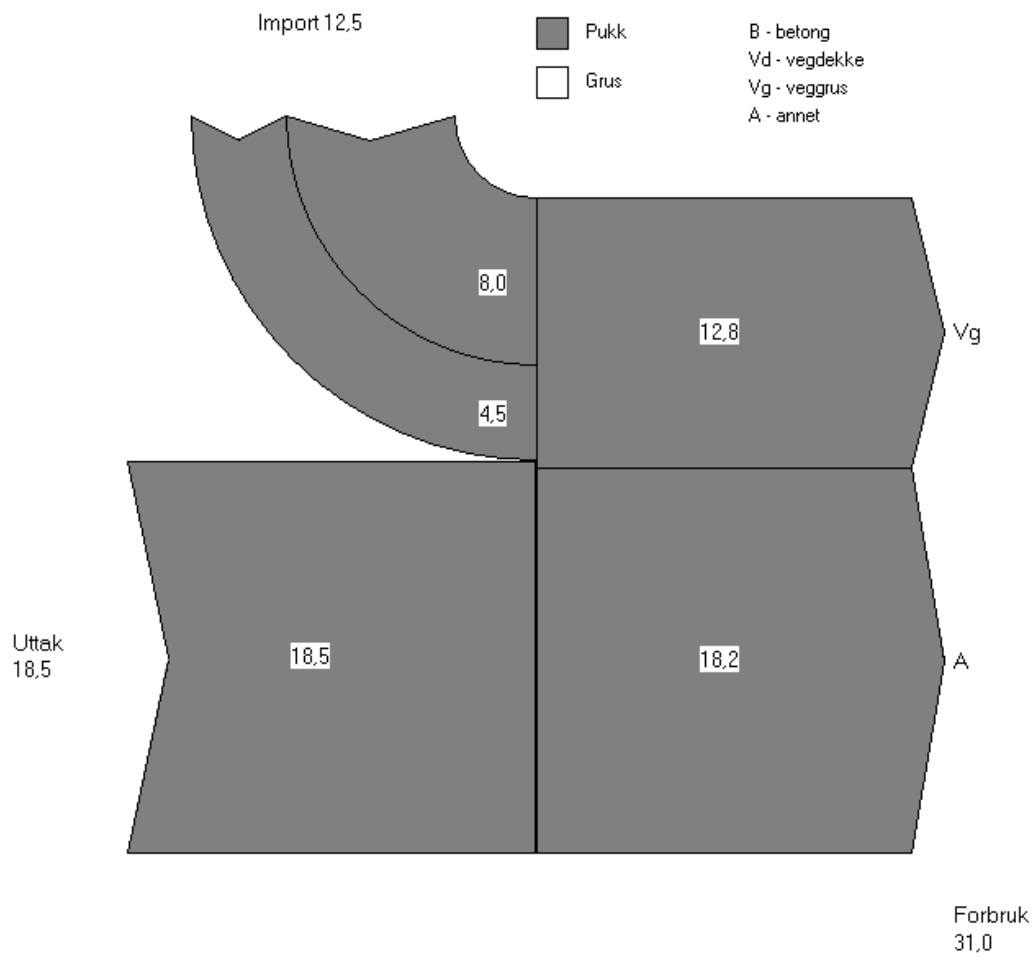 Import 12,5
Pukk
Grus
B - betong
Vd - vegdekke
Vg - veggrus
A - annet
8,0
12,8
Vg
4,5
Uttak
18,5
18,5
18,2
A
Forbruk
31,0